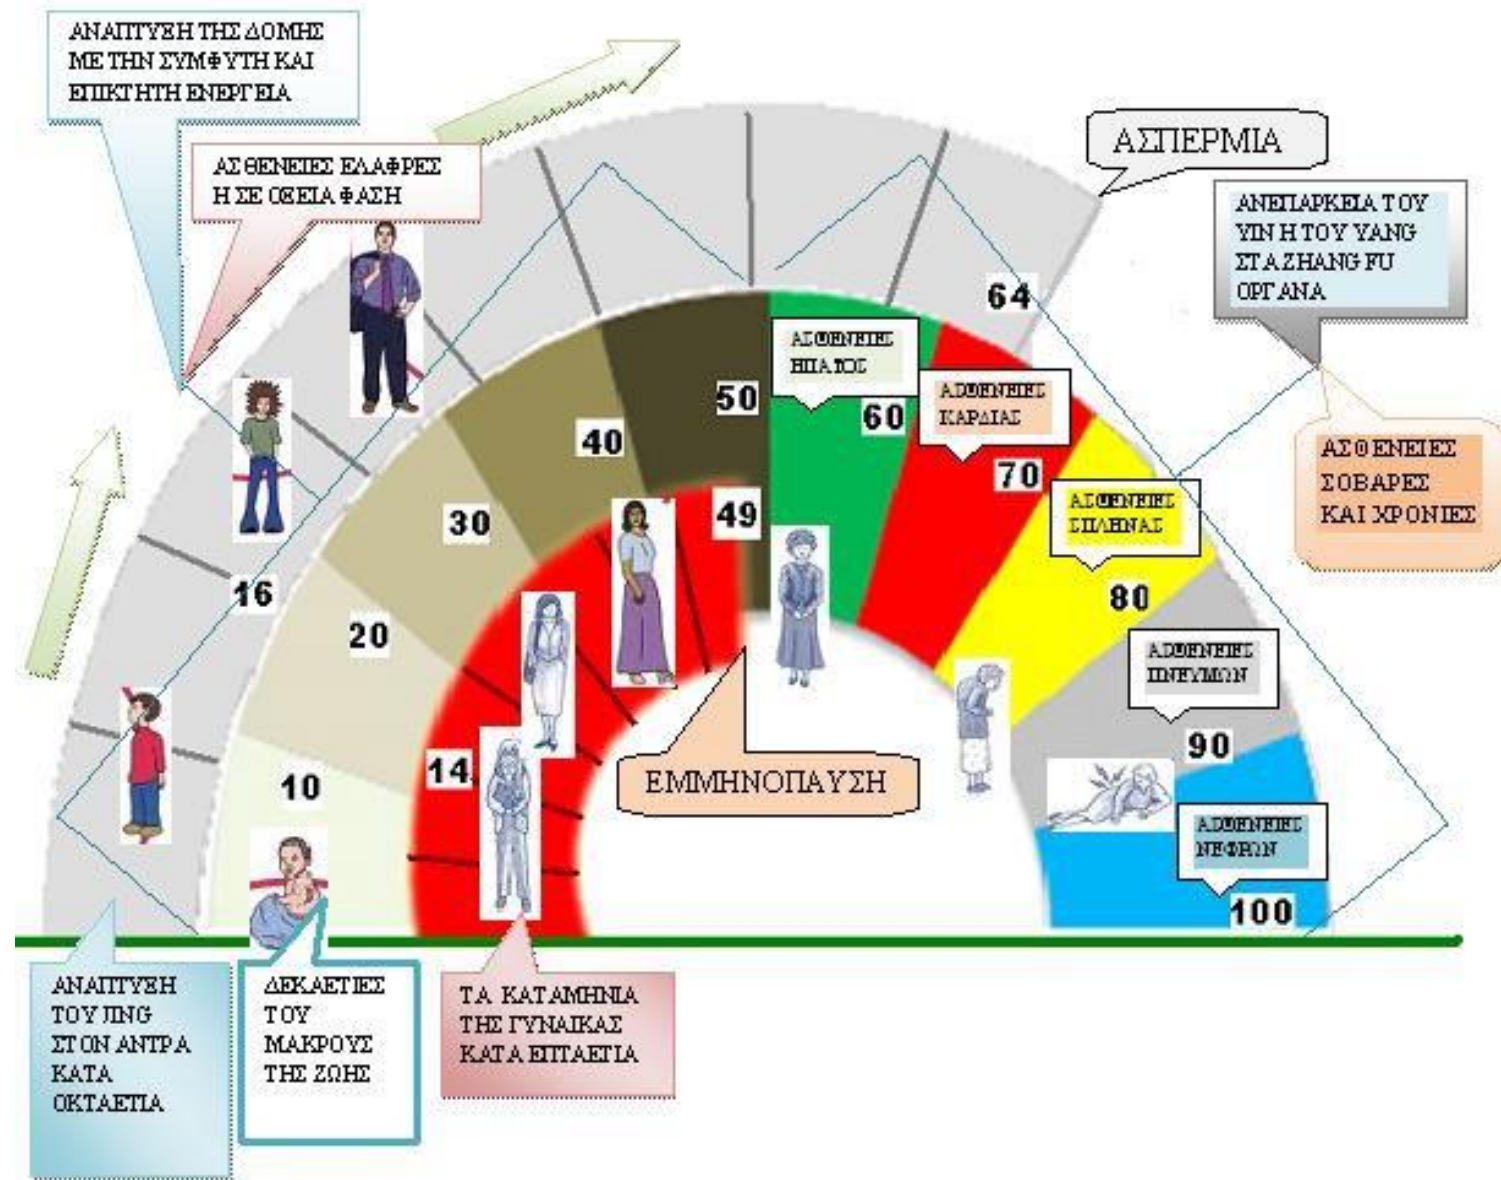 ΑΝΑΠΤΥΞΗ ΤΗΣ ΔΟΜΗΣ
ΜΕ ΤΗΝ ΣΥΜΦΥΤΗ ΚΑΙ
ΕΠΙΚΤΗΤΗ ΕΝΕΡΓΕΙΑ
ΑΣΘΕΝΕΙΕΣ ΕΛΑΦΡΕΣ
Η ΣΕ ΟΞΕΙΑ ΦΑΣΗ
ΑΣΠΕΡΜΙΑ
ΑΝΕΠΑΡΚΕΙΑ ΤΟΥ
ΥΙΝ Η ΤΟΥ YANG
ΣΤΑ ZHANG FU
ΟΡΓΑΝΑ
64
ΑΣΘΕΝΕΙΕΣ
ΗΠΑΤΟΣ
50
60
ΑΣΘΕΝΕΙΕΣ
ΚΑΡΔΙΑΣ
40
70
ΑΣΘΕΝΕΙΕΣ
ΣΟΒΑΡΕΣ
ΚΑΙ ΧΡΟΝΙΕΣ
49
ΑΣΘΕΝΕΙΕΣ
ΣΠΛΗΝΑΣ
30
16
80
20
ΑΣΘΕΝΕΙΕΣ
ΠΝΕΥΜΩΝ
90
14
10
ΕΜΜΗΝΟΠΑΥΣΗ
ΑΣΘΕΝΕΙΕΣ
ΝΕΦΡΩΝ
100
ΑΝΑΠΤΥΞΗ
ΤΟΥ JING
ΣΤΟΝ ΑΝΤΡΑ
ΚΑΤΑ
ΟΚΤΑΕΤΙΑ
ΔΕΚΑΕΤΙΕΣ
ΤΟΥ
ΜΑΚΡΟΥΣ
ΤΗΣ ΖΩΗΣ
ΤΑ ΚΑΤΑΜΗΝΙΑ
ΤΗΣ ΓΥΝΑΙΚΑΣ
ΚΑΤΑ ΕΠΤΑΕΤΙΑ